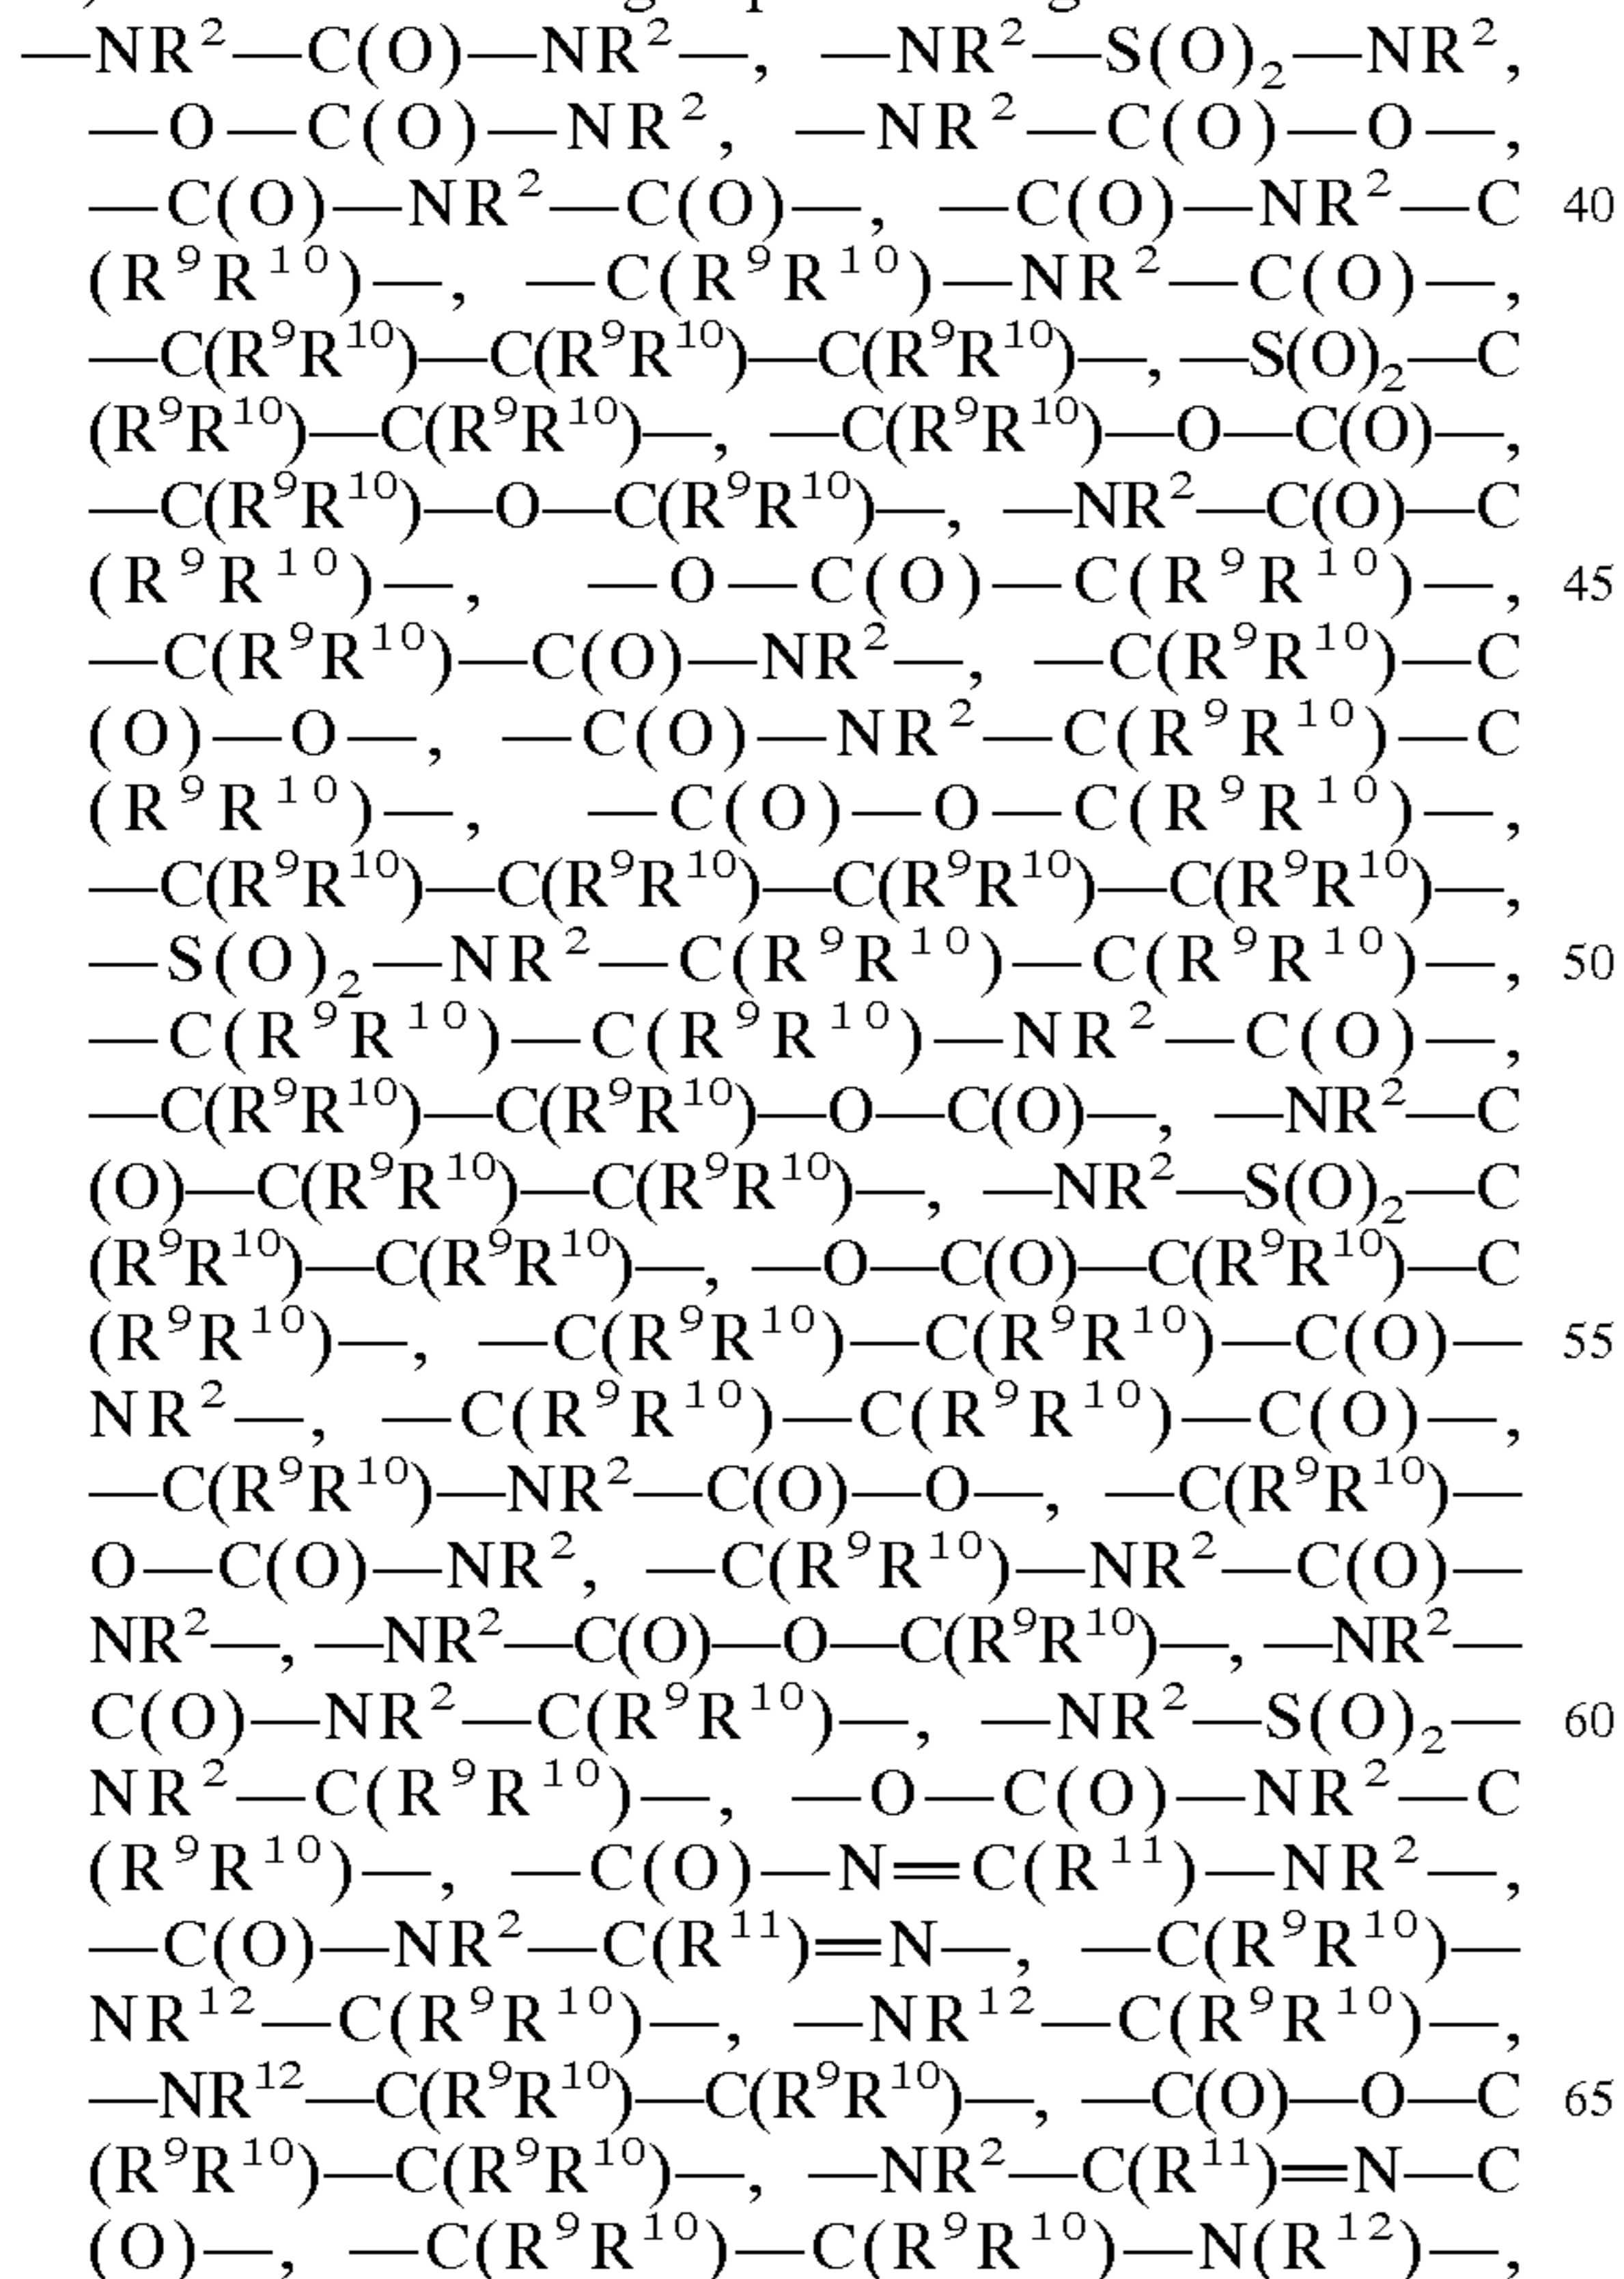 —NR²—C(O)—NR²—, —NR²—S(O)₂—NR²,
—O—C(O)—NR², —NR²—C(O)—O—,
—C(O)—NR²—C(O)—, —C(O)—NR²—C 40
(R⁹R¹⁰)—, —C(R⁹R¹⁰)—NR²—C(O)—,
—C(R⁹R¹⁰)—C(R⁹R¹⁰)—C(R⁹R¹⁰)—, —S(O)₂—C
(R⁹R¹⁰)—C(R⁹R¹⁰)—, —C(R⁹R¹⁰)—O—C(O)—,
—C(R⁹R¹⁰)—O—C(R⁹R¹⁰)—, —NR²—C(O)—C
(R⁹R¹⁰)—, —O—C(O)—C(R⁹R¹⁰)—, 45
—C(R⁹R¹⁰)—C(O)—NR²—, —C(R⁹R¹⁰)—C
(O)—O—, —C(O)—NR²—C(R⁹R¹⁰)—C
(R⁹R¹⁰)—, —C(O)—O—C(R⁹R¹⁰)—,
—C(R⁹R¹⁰)—C(R⁹R¹⁰)—C(R⁹R¹⁰)—C(R⁹R¹⁰)—,
—S(O)₂—NR²—C(R⁹R¹⁰)—C(R⁹R¹⁰)—, 50
—C(R⁹R¹⁰)—C(R⁹R¹⁰)—NR²—C(O)—,
—C(R⁹R¹⁰)—C(R⁹R¹⁰)—O—C(O)—, —NR²—C
(O)—C(R⁹R¹⁰)—C(R⁹R¹⁰)—, —NR²—S(O)₂—C
(R⁹R¹⁰)—C(R⁹R¹⁰)—, —O—C(O)—C(R⁹R¹⁰)—C
(R⁹R¹⁰)—, —C(R⁹R¹⁰)—C(R⁹R¹⁰)—C(O)— 55
NR²—, —C(R⁹R¹⁰)—C(R⁹R¹⁰)—C(O)—,
—C(R⁹R¹⁰)—NR²—C(O)—O—, —C(R⁹R¹⁰)—
O—C(O)—NR², —C(R⁹R¹⁰)—NR²—C(O)—
NR²—, —NR²—C(O)—O—C(R⁹R¹⁰)—, —NR²—
C(O)—NR²—C(R⁹R¹⁰)—, —NR²—S(O)₂— 60
NR²—C(R⁹R¹⁰)—, —O—C(O)—NR²—C
(R⁹R¹⁰)—, —C(O)—N=C(R¹¹)—NR²—,
—C(O)—NR²—C(R¹¹)=N—, —C(R⁹R¹⁰)—
NR¹²—C(R⁹R¹⁰)—, —NR¹²—C(R⁹R¹⁰)—,
—NR¹²—C(R⁹R¹⁰)—C(R⁹R¹⁰)—, —C(O)—O—C 65
(R⁹R¹⁰)—C(R⁹R¹⁰)—, —NR²—C(R¹¹)=N—C
(O)—, —C(R⁹R¹⁰)—C(R⁹R¹⁰)—N(R¹²)—,